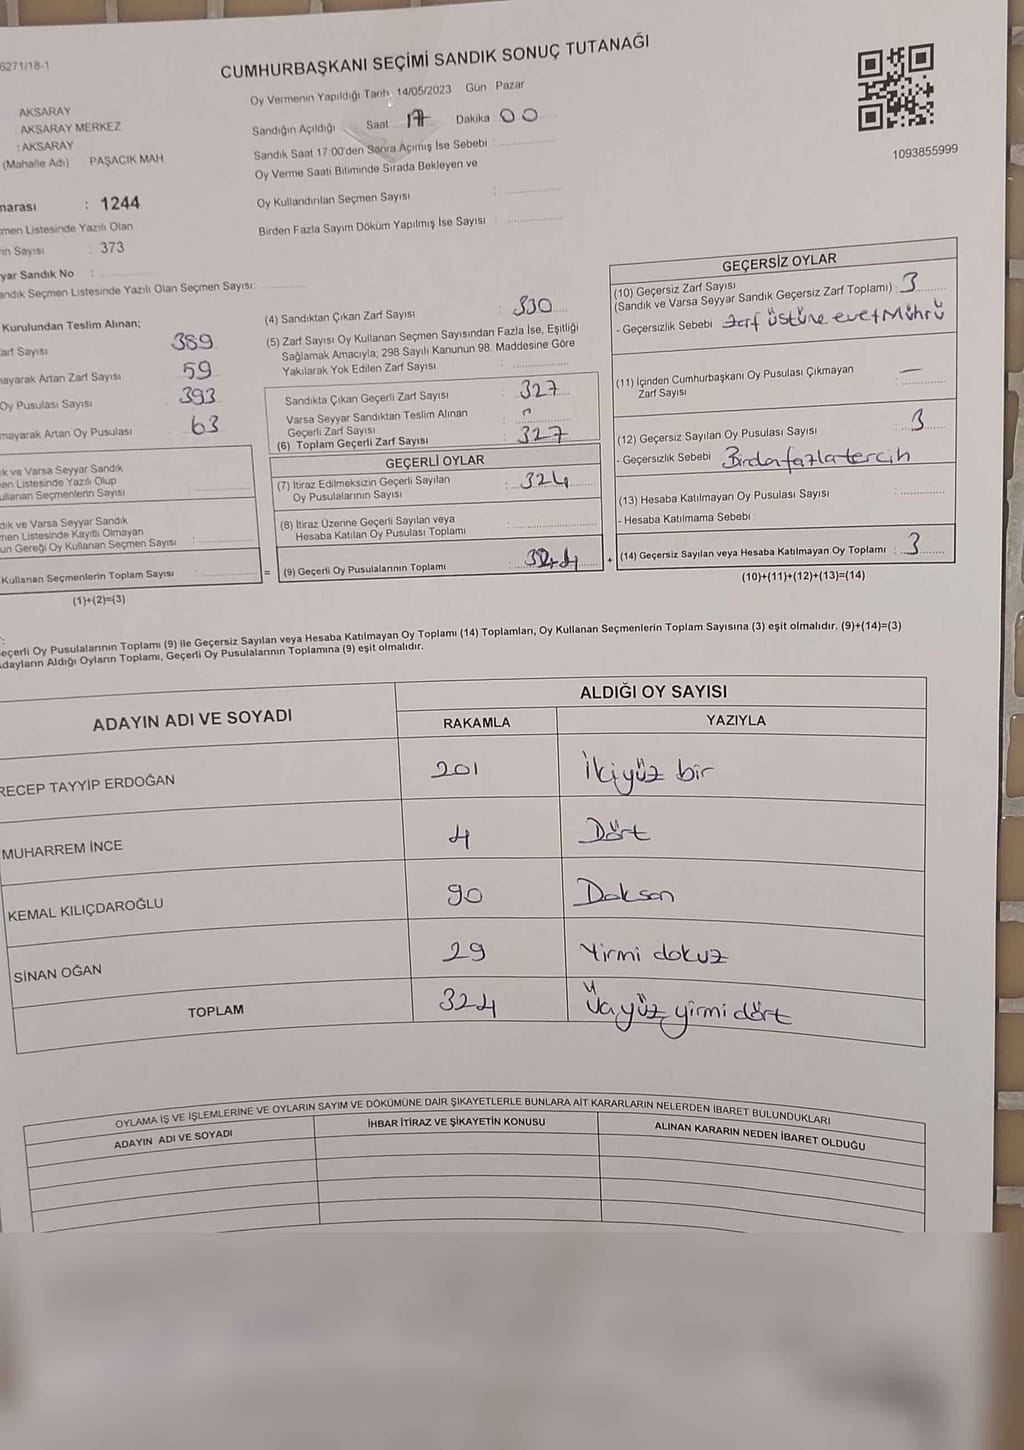 6271/18-1
CUMHURBAŞKANI SEÇİMİ SANDIK SONUÇ TUTANAĞI
AKSARAY
AKSARAY MERKEZ
: AKSARAY
(Mahalle Adı) PAŞACIK MAH
Oy Vermenin Yapıldığı Tarih 14/05/2023 Gün Pazar
Sandığın Açıldığı Saat 17 Dakika 00
Sandık Saat 17:00'den Sonra Açılmış İse Sebebi
Oy Verme Saati Bitiminde Sırada Bekleyen ve
Oy Kullandırılan Seçmen Sayısı :
Birden Fazla Sayım Döküm Yapılmış İse Sayısı :
1093855999
marası : 1244
men Listesinde Yazılı Olan
in Sayısı : 373
yar Sandık No :
andık Seçmen Listesinde Yazılı Olan Seçmen Sayısı:
Kurulundan Teslim Alınan;
arf Sayısı 389
mayarak Artan Zarf Sayısı 59
Oy Pusulası Sayısı 393
mayarak Artan Oy Pusulası 63
ık ve Varsa Seyyar Sandık
en Listesinde Yazılı Olup
ullanan Seçmenlerin Sayısı :
dık ve Varsa Seyyar Sandık
men Listesinde Kayıtlı Olmayan
un Gereği Oy Kullanan Seçmen Sayısı :
Kullanan Seçmenlerin Toplam Sayısı :
(1)+(2)=(3)
(4) Sandıktan Çıkan Zarf Sayısı : 330
(5) Zarf Sayısı Oy Kullanan Seçmen Sayısından Fazla İse, Eşitliği
Sağlamak Amacıyla, 298 Sayılı Kanunun 98. Maddesine Göre
Yakılarak Yok Edilen Zarf Sayısı :
Sandıkta Çıkan Geçerli Zarf Sayısı : 327
Varsa Seyyar Sandıktan Teslim Alınan
Geçerli Zarf Sayısı :
(6) Toplam Geçerli Zarf Sayısı : 327
GEÇERLİ OYLAR
(7) İtiraz Edilmeksizin Geçerli Sayılan
Oy Pusulalarının Sayısı : 324
(8) İtiraz Üzerine Geçerli Sayılan veya
Hesaba Katılan Oy Pusulası Toplamı :
= (9) Geçerli Oy Pusulalarının Toplamı : 324 +
GEÇERSİZ OYLAR
(10) Geçersiz Zarf Sayısı
(Sandık ve Varsa Seyyar Sandık Geçersiz Zarf Toplamı) : 3
- Geçersizlik Sebebi Zarf üstüne evet Mührü
(11) İçinden Cumhurbaşkanı Oy Pusulası Çıkmayan
Zarf Sayısı : —
(12) Geçersiz Sayılan Oy Pusulası Sayısı : 3
- Geçersizlik Sebebi Birdafazlatercih
(13) Hesaba Katılmayan Oy Pusulası Sayısı :
- Hesaba Katılmama Sebebi
(14) Geçersiz Sayılan veya Hesaba Katılmayan Oy Toplamı : 3
(10)+(11)+(12)+(13)=(14)
eçerli Oy Pusulalarının Toplamı (9) ile Geçersiz Sayılan veya Hesaba Katılmayan Oy Toplamı (14) Toplamları, Oy Kullanan Seçmenlerin Toplam Sayısına (3) eşit olmalıdır. (9)+(14)=(3)
dayların Aldığı Oyların Toplamı, Geçerli Oy Pusulalarının Toplamına (9) eşit olmalıdır.
ADAYIN ADI VE SOYADI
ALDIĞI OY SAYISI
RAKAMLA YAZIYLA
RECEP TAYYİP ERDOĞAN 201 İkiyüz bir
MUHARREM İNCE 4 Dört
KEMAL KILIÇDAROĞLU 90 Doksan
SİNAN OĞAN 29 Yirmi dokuz
TOPLAM 324 Üçyüz yirmi dört
OYLAMA İŞ VE İŞLEMLERİNE VE OYLARIN SAYIM VE DÖKÜMÜNE DAİR ŞİKAYETLERLE BUNLARA AİT KARARLARIN NELERDEN İBARET BULUNDUKLARI
ADAYIN ADI VE SOYADI İHBAR İTİRAZ VE ŞİKAYETİN KONUSU ALINAN KARARIN NEDEN İBARET OLDUĞU